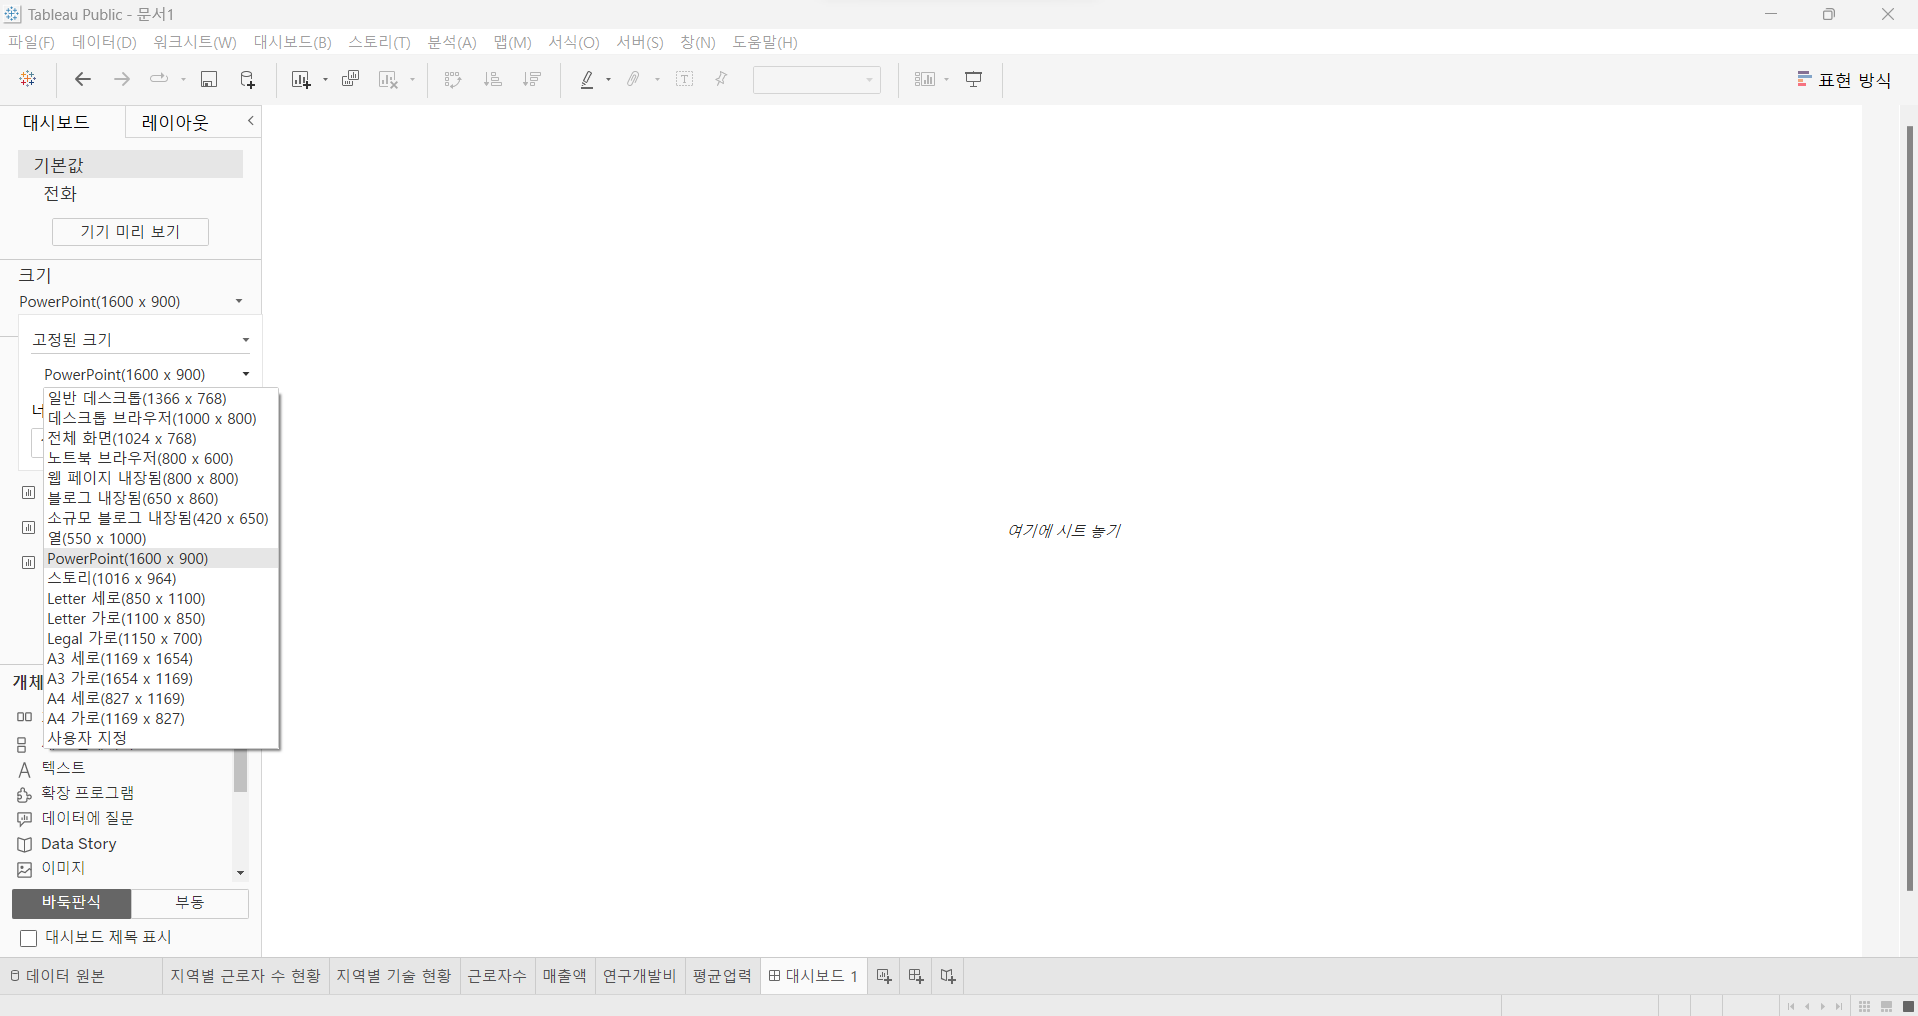 Tableau Public - 문서1
파일(F) 데이터(D) 워크시트(W) 대시보드(B) 스토리(T) 분석(A) 맵(M) 서식(O) 서버(S) 창(N) 도움말(H)
표현 방식
대시보드 레이아웃
기본값
전화
기기 미리 보기
크기
PowerPoint(1600 x 900)
고정된 크기
PowerPoint(1600 x 900)
일반 데스크톱(1366 x 768)
데스크톱 브라우저(1000 x 800)
전체 화면(1024 x 768)
노트북 브라우저(800 x 600)
웹 페이지 내장됨(800 x 800)
블로그 내장됨(650 x 860)
소규모 블로그 내장됨(420 x 650)
열(550 x 1000)
PowerPoint(1600 x 900)
스토리(1016 x 964)
Letter 세로(850 x 1100)
Letter 가로(1100 x 850)
Legal 가로(1150 x 700)
A3 세로(1169 x 1654)
A3 가로(1654 x 1169)
A4 세로(827 x 1169)
A4 가로(1169 x 827)
사용자 지정
여기에 시트 놓기
개체
텍스트
확장 프로그램
데이터에 질문
Data Story
이미지
바둑판식 부동
대시보드 제목 표시
데이터 원본 지역별 근로자 수 현황 지역별 기술 현황 근로자수 매출액 연구개발비 평균업력 대시보드 1